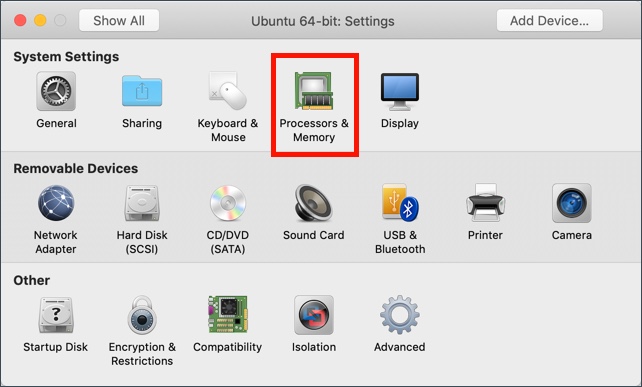 Show All
Ubuntu 64-bit: Settings
Add Device...
System Settings
General
Sharing
Keyboard &
Mouse
Processors &
Memory
Display
Removable Devices
Network
Adapter
Hard Disk
(SCSI)
CD/DVD
(SATA)
Sound Card
USB &
Bluetooth
Printer
Camera
Other
?
Startup Disk
Encryption &
Restrictions
Compatibility
Isolation
Advanced